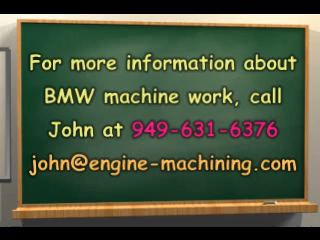 For more information about
BMW machine work, call
John at 949-631-6376
john@engine-machining.com